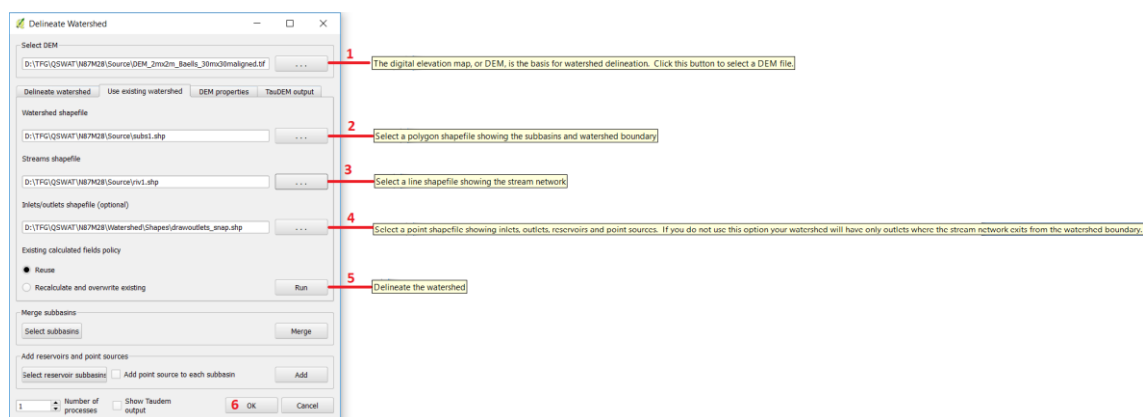 Delineate Watershed
Select DEM
D:\TFG\QSWAT\N87M28\Source\DEM_2mx2m_Baells_30mx30maligned.tif
...
1
The digital elevation map, or DEM, is the basis for watershed delineation. Click this button to select a DEM file.
Delineate watershed
Use existing watershed
DEM properties
TauDEM output
Watershed shapefile
D:\TFG\QSWAT\N87M28\Source\subs1.shp
...
2
Select a polygon shapefile showing the subbasins and watershed boundary
Streams shapefile
D:\TFG\QSWAT\N87M28\Source\riv1.shp
...
3
Select a line shapefile showing the stream network
Inlets/outlets shapefile (optional)
D:\TFG\QSWAT\N87M28\Watershed\Shapes\drawoutlets_snap.shp
...
4
Select a point shapefile showing inlets, outlets, reservoirs and point sources. If you do not use this option your watershed will have only outlets where the stream network exits from the watershed boundary.
Existing calculated fields policy
Reuse
Recalculate and overwrite existing
Run
5
Delineate the watershed
Merge subbasins
Select subbasins
Merge
Add reservoirs and point sources
Select reservoir subbasins
Add point source to each subbasin
Add
1
Number of
processes
Show Taudem
output
6
OK
Cancel